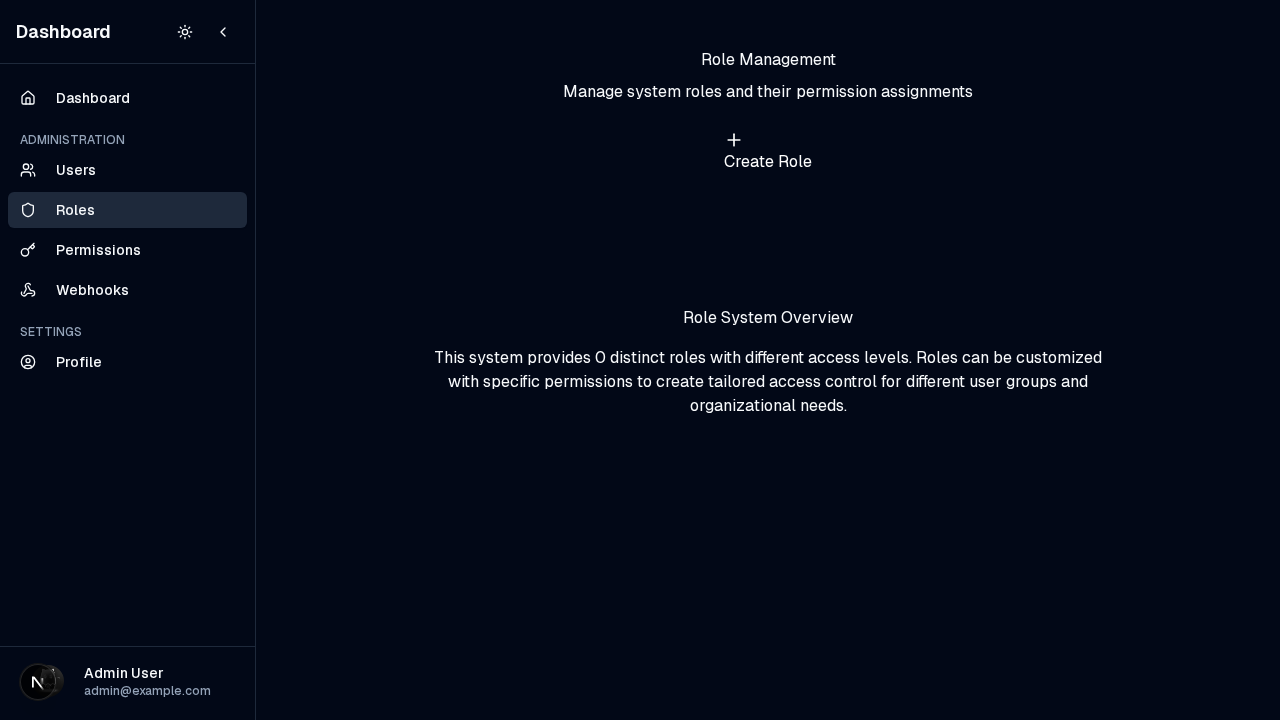 Dashboard
Dashboard
ADMINISTRATION
Users
Roles
Permissions
Webhooks
SETTINGS
Profile
N
Admin User
admin@example.com
Role Management
Manage system roles and their permission assignments
Create Role
Role System Overview
This system provides 0 distinct roles with different access levels. Roles can be customized
with specific permissions to create tailored access control for different user groups and
organizational needs.